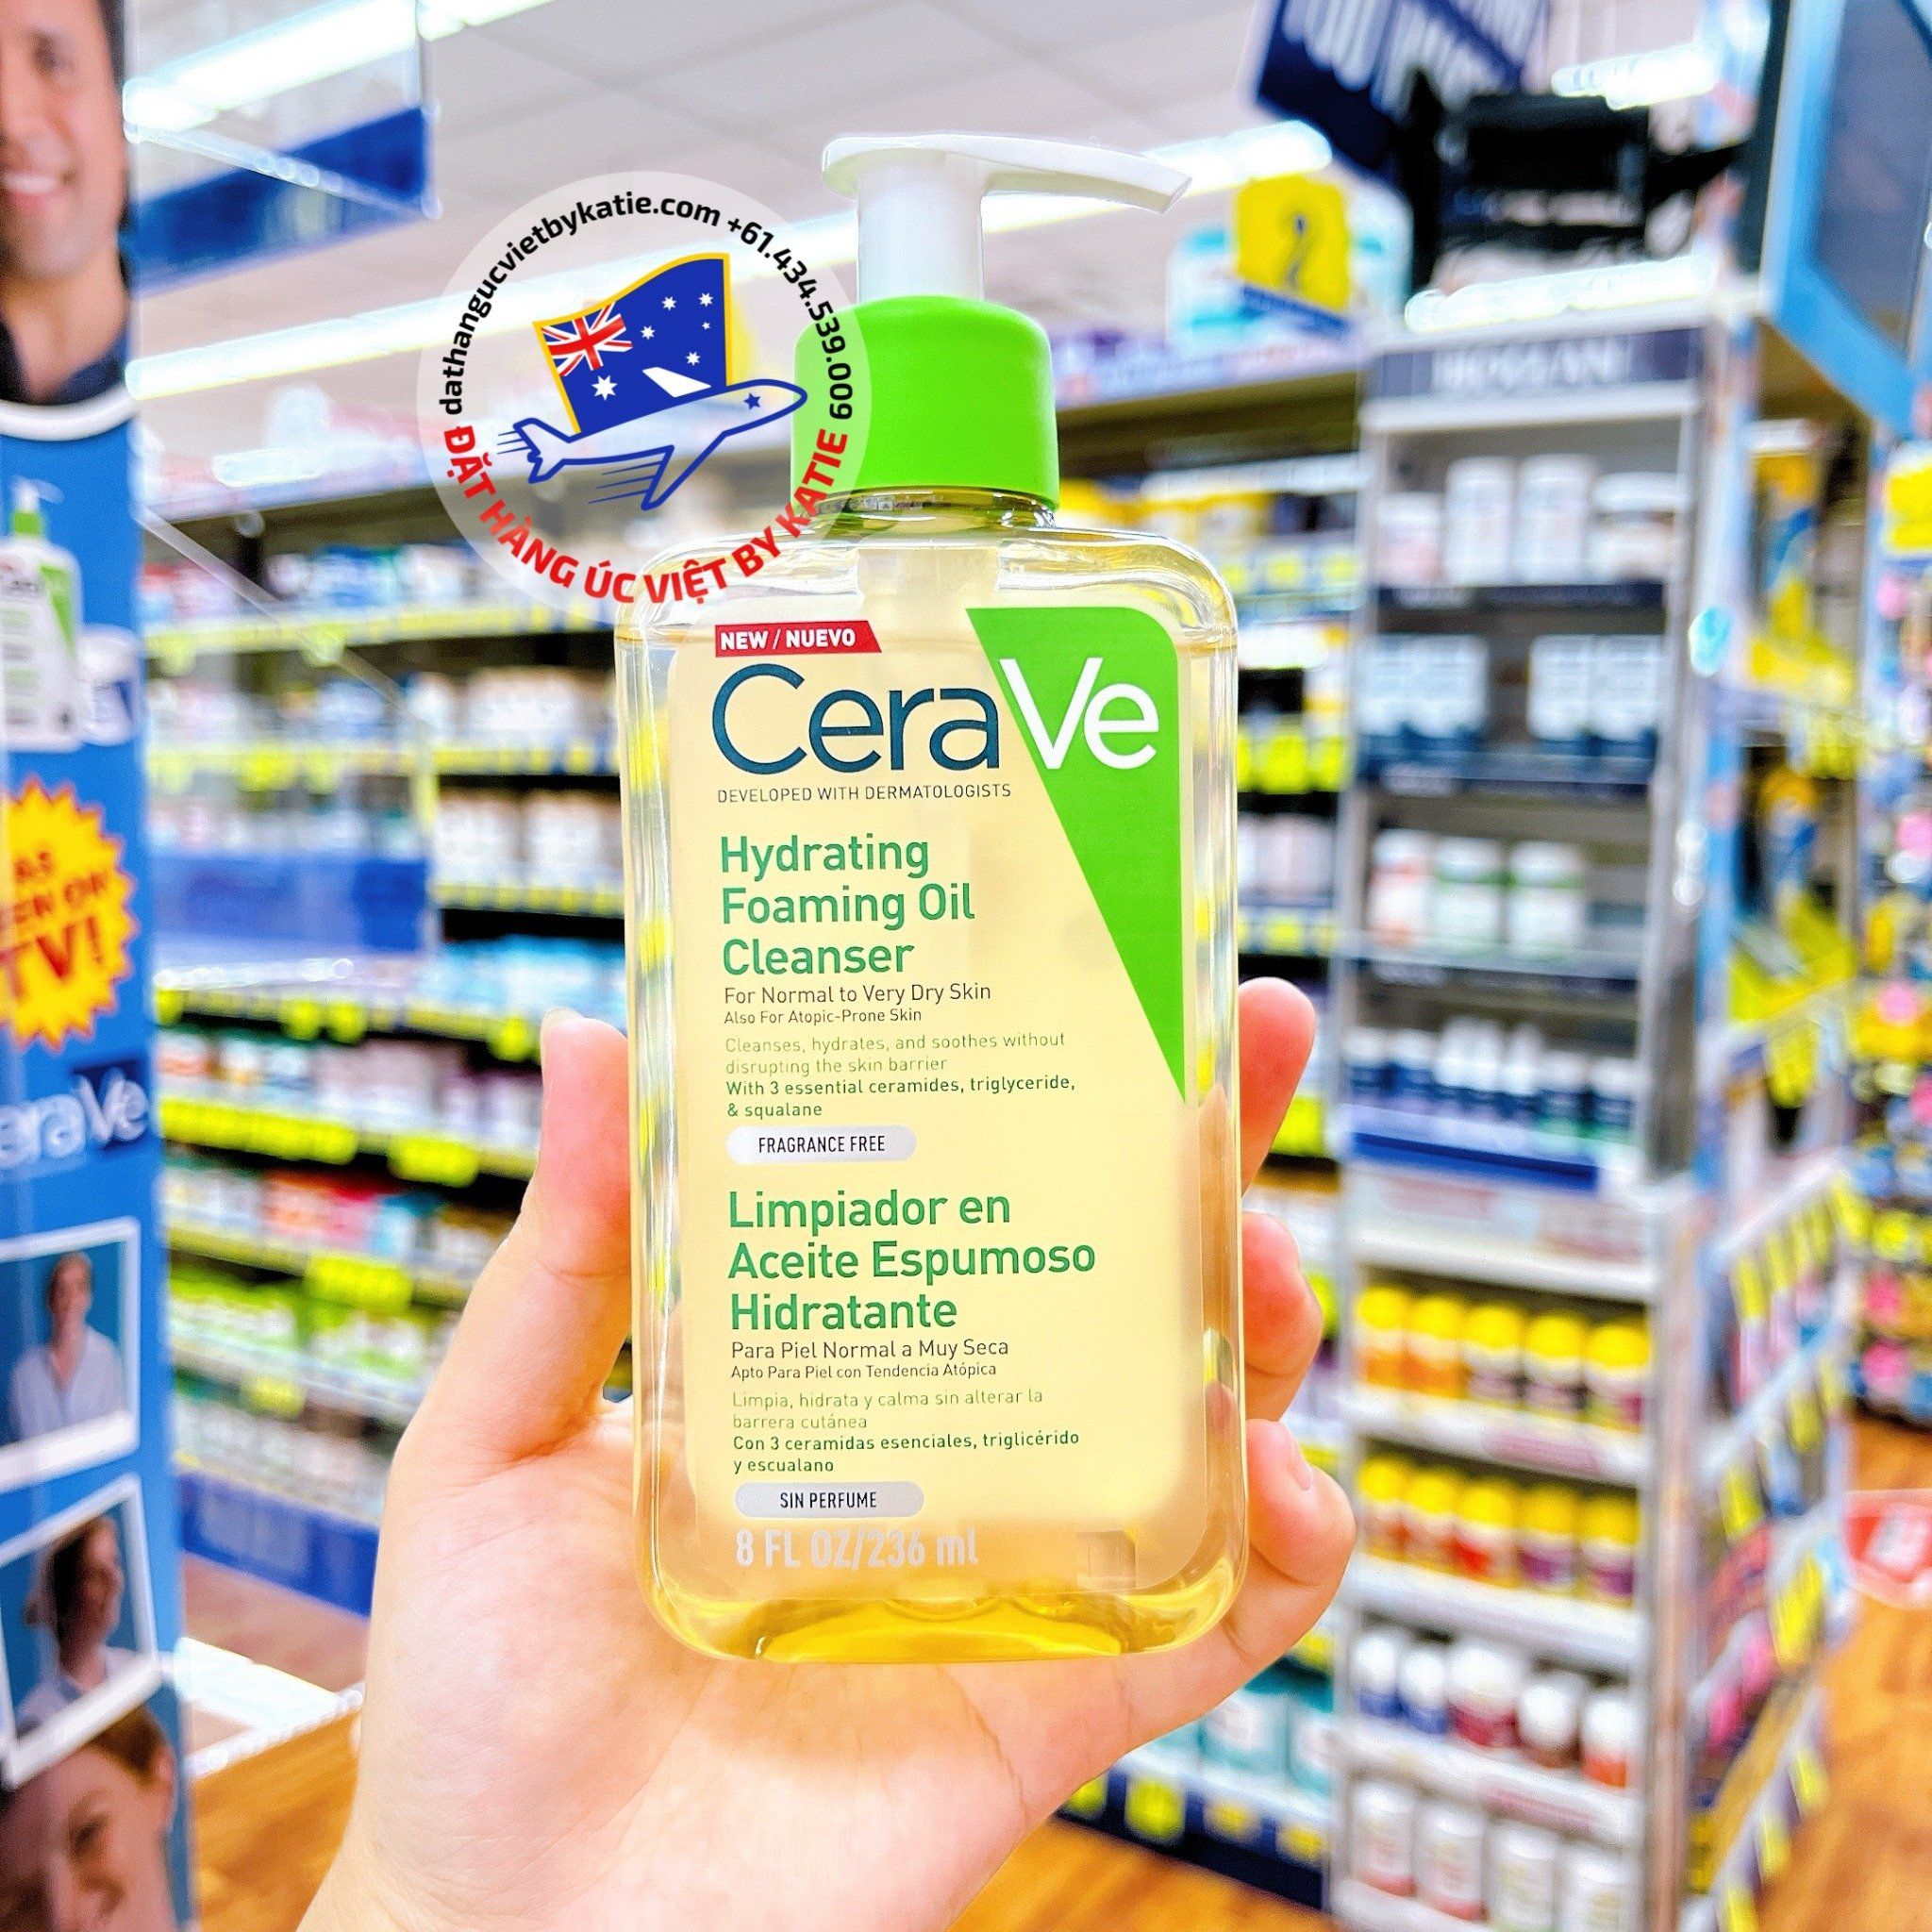 dathangucvietbykatie.com +61.434.539.009
ĐẶT HÀNG ÚC VIỆT BY KATIE
NEW / NUEVO
CeraVe
DEVELOPED WITH DERMATOLOGISTS
Hydrating
Foaming Oil
Cleanser
For Normal to Very Dry Skin
Also For Atopic-Prone Skin
Cleanses, hydrates, and soothes without
disrupting the skin barrier
With 3 essential ceramides, triglyceride,
& squalane
FRAGRANCE FREE
Limpiador en
Aceite Espumoso
Hidratante
Para Piel Normal a Muy Seca
Apto Para Piel con Tendencia Atópica
Limpia, hidrata y calma sin alterar la
barrera cutánea
Con 3 ceramidas esenciales, triglicérido
y escualano
SIN PERFUME
8 FL OZ/236 ml
AS
TV!
eraVe